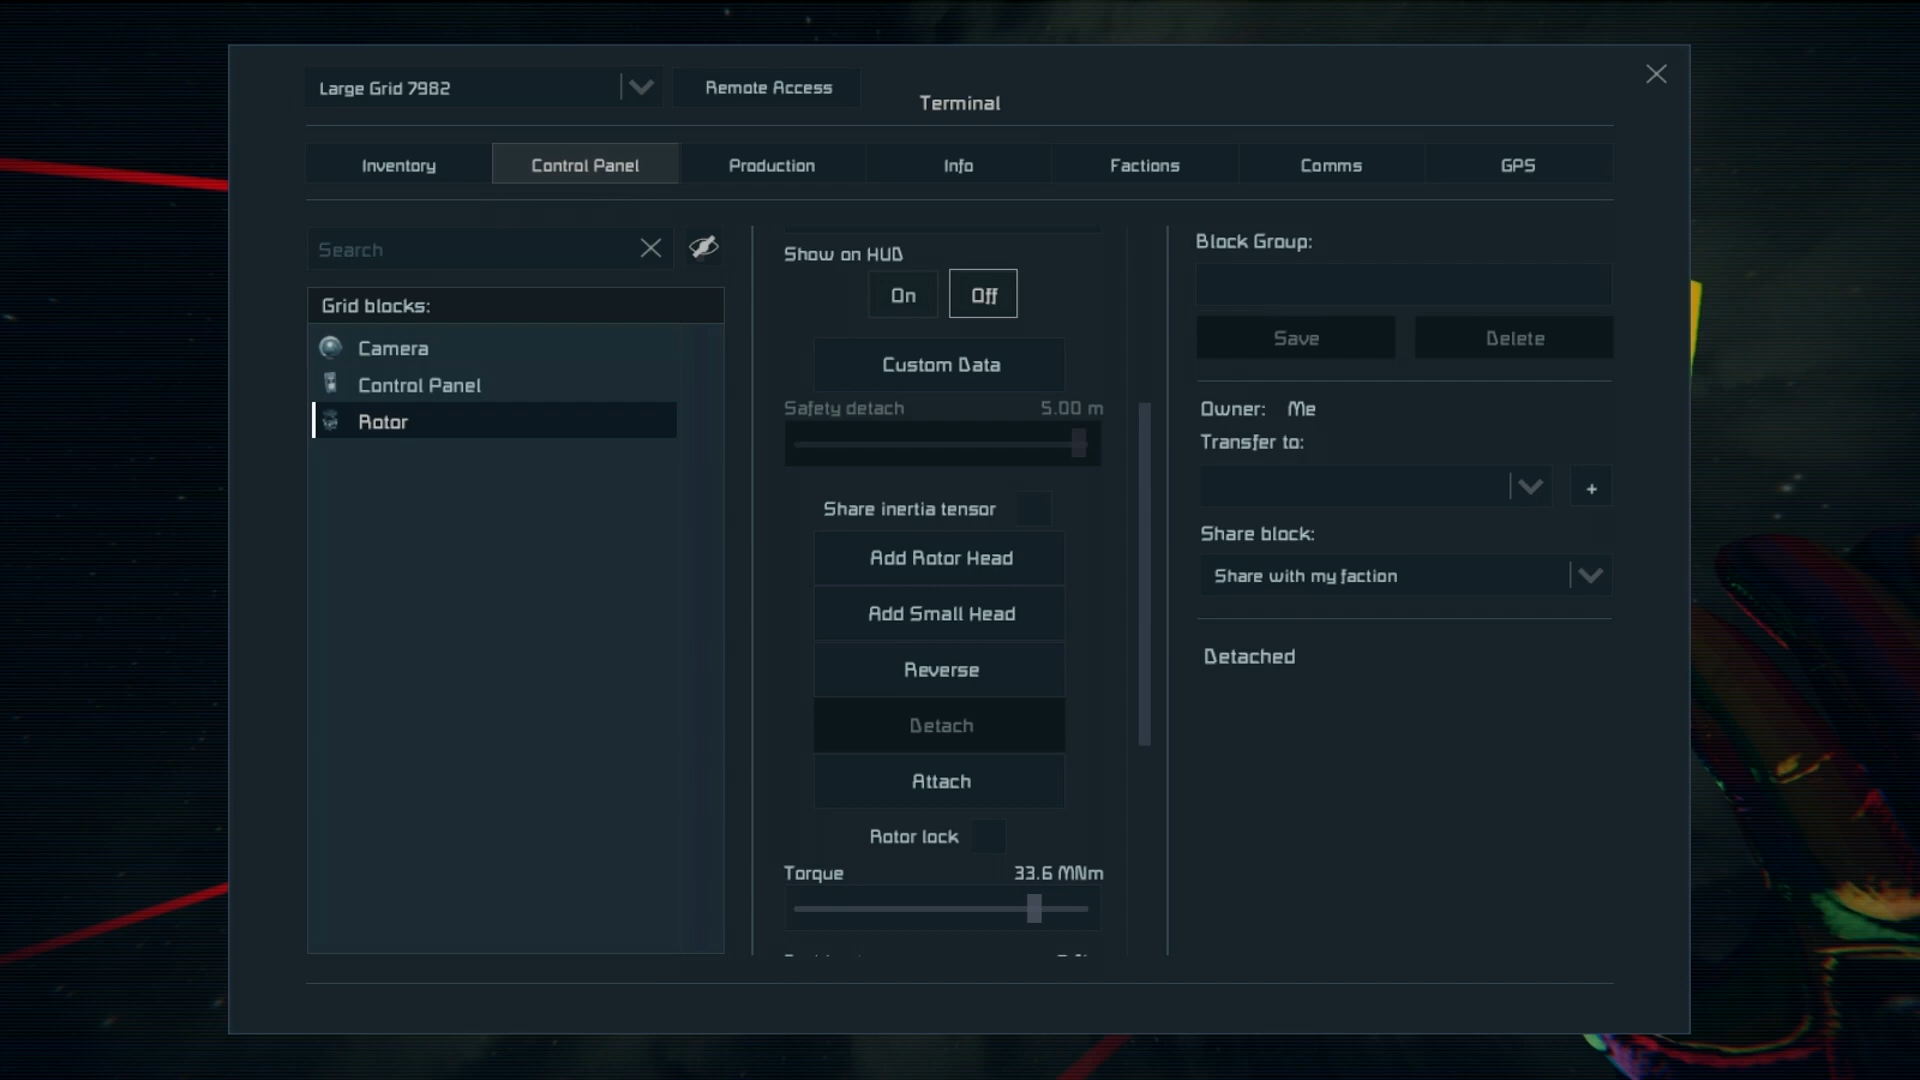 Large Grid 7982
Remote Access
Terminal
Inventory
Control Panel
Production
Info
Factions
Comms
GPS
Search
Grid blocks:
Camera
Control Panel
Rotor
Show on HUD
On
Off
Custom Data
Safety detach 5.00 m
Share inertia tensor
Add Rotor Head
Add Small Head
Reverse
Detach
Attach
Rotor lock
Torque 33.6 MNm
Block Group:
Save
Delete
Owner: Me
Transfer to:
+
Share block:
Share with my faction
Detached